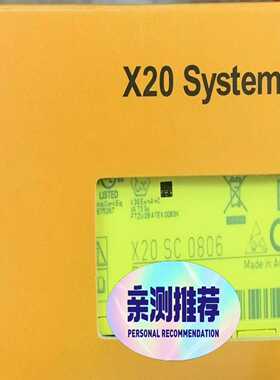 X20 System
LISTED
X20 SC 0806
Made in A
亲测推荐
PERSONAL RECOMMENDATION